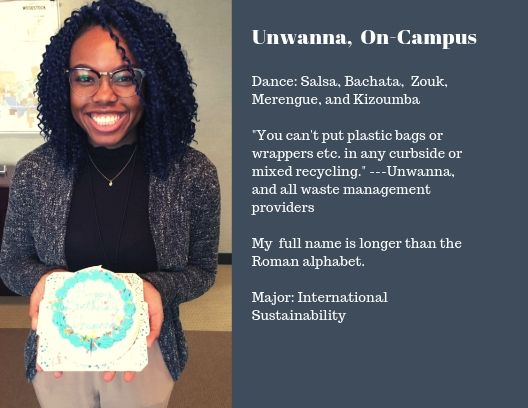 WOODSTOCK
Unwanna, On-Campus
Dance: Salsa, Bachata, Zouk,
Merengue, and Kizoumba
"You can't put plastic bags or
wrappers etc. in any curbside or
mixed recycling." ---Unwanna,
and all waste management
providers
My full name is longer than the
Roman alphabet.
Major: International
Sustainability